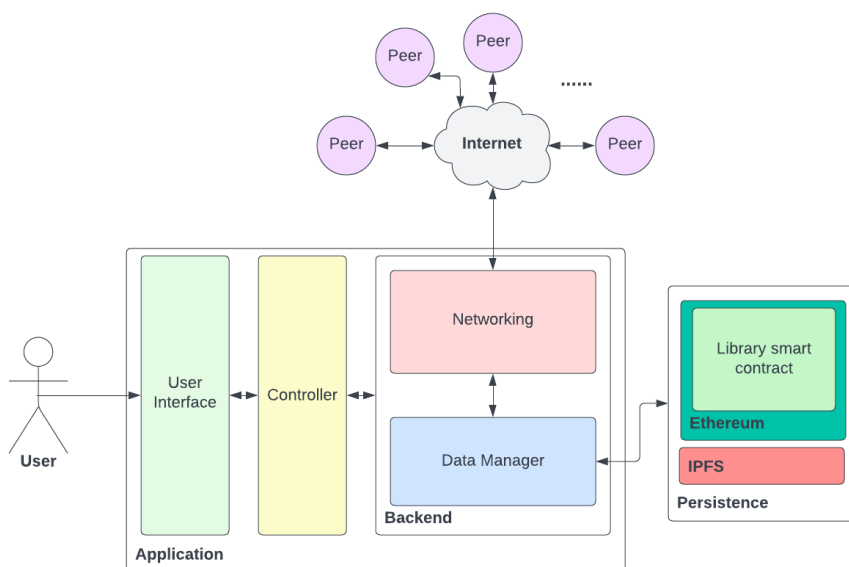 Peer
Peer
......
Peer
Internet
Peer
Networking
User
Interface
Controller
Data Manager
Backend
Application
User
Library smart
contract
Ethereum
IPFS
Persistence